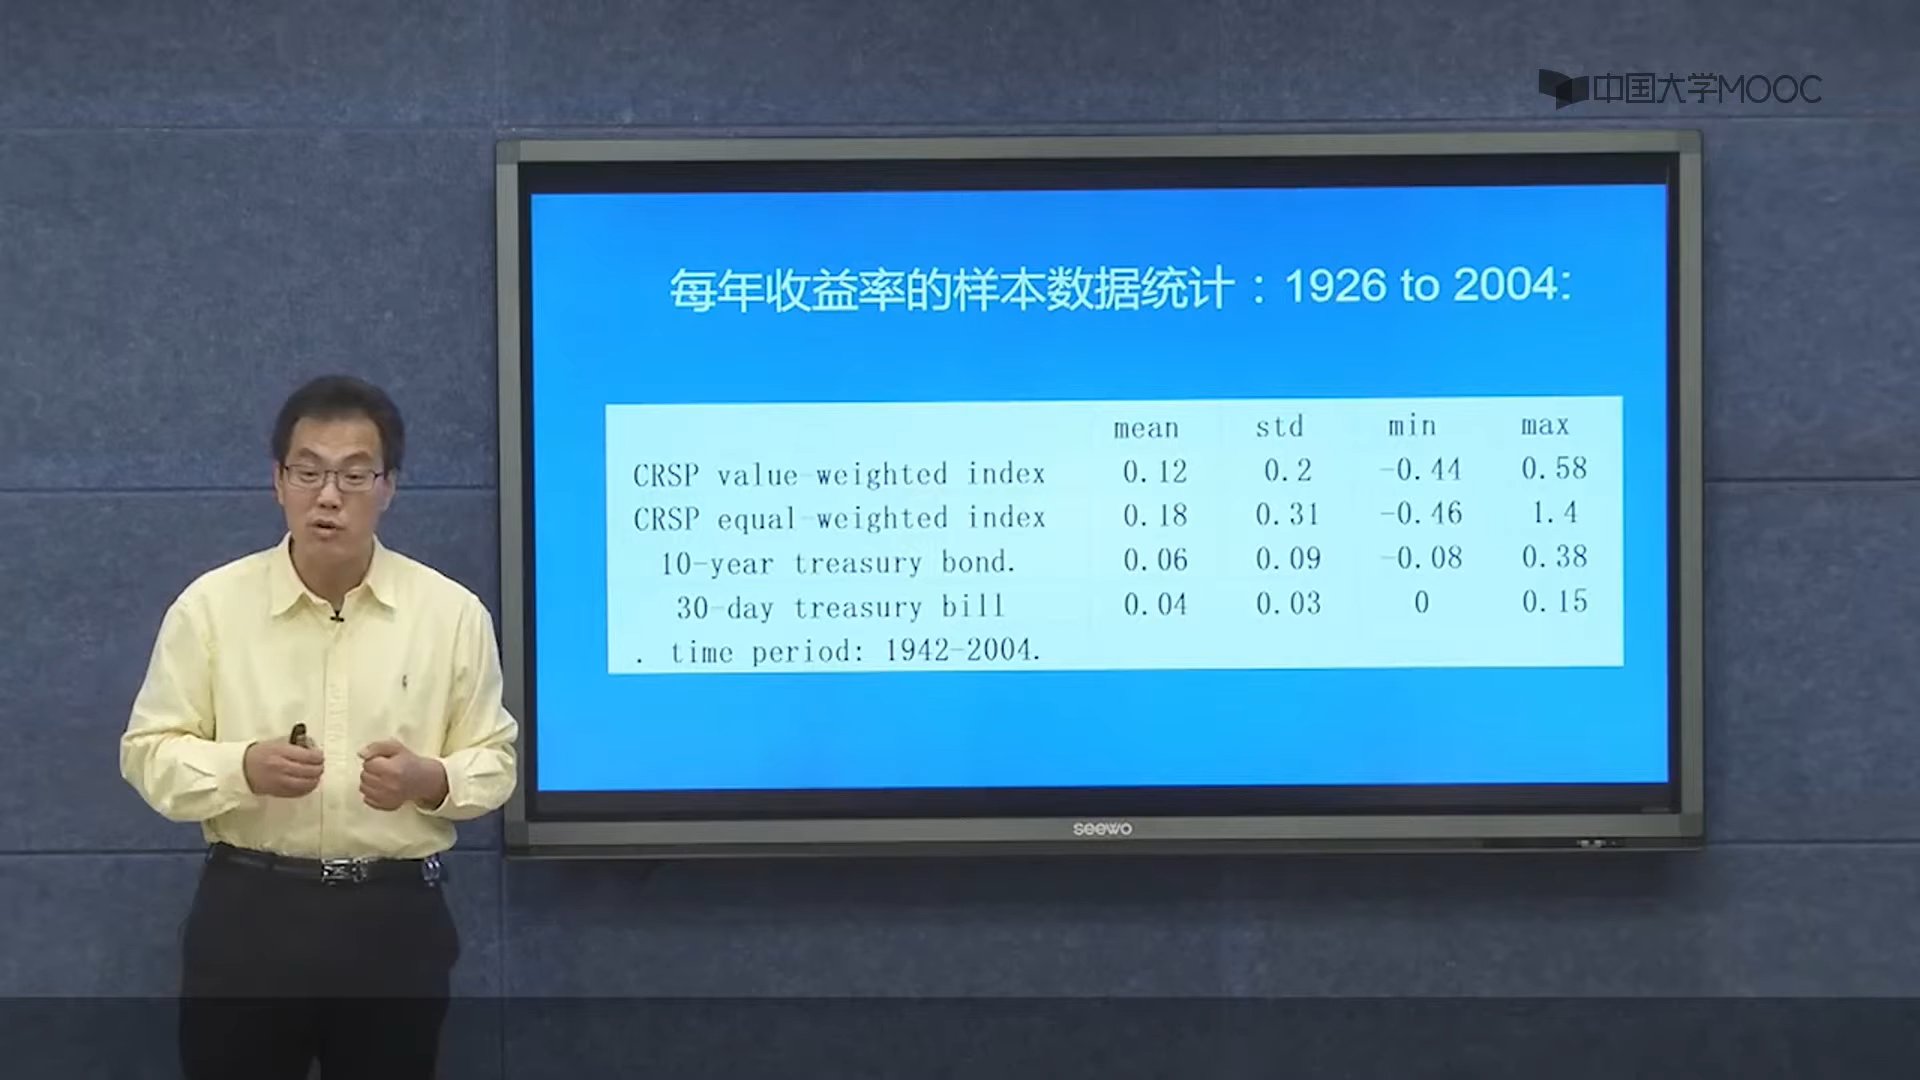 中国大学MOOC
每年收益率的样本数据统计：1926 to 2004:
mean std min max
CRSP value-weighted index 0.12 0.2 -0.44 0.58
CRSP equal-weighted index 0.18 0.31 -0.46 1.4
10-year treasury bond. 0.06 0.09 -0.08 0.38
30-day treasury bill 0.04 0.03 0 0.15
. time period: 1942-2004.
seewo